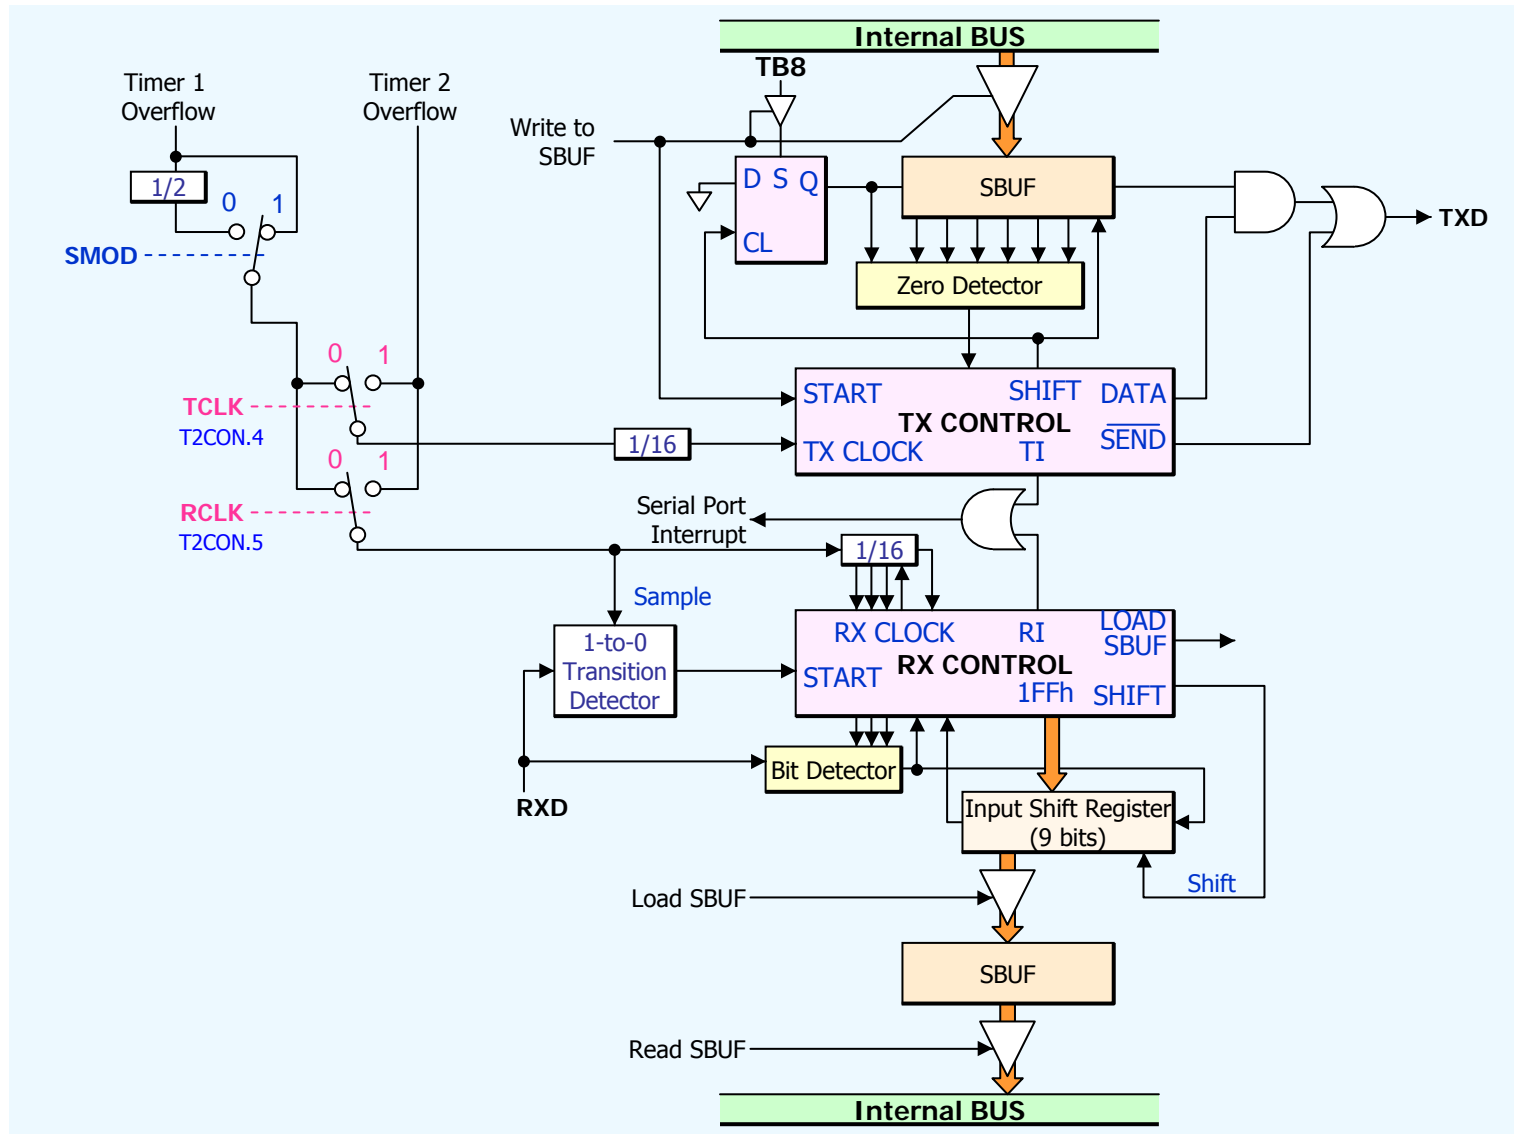 Internal BUS
TB8
Timer 1
Overflow
Timer 2
Overflow
Write to
SBUF
1/2
0 1
SMOD
D S Q
CL
SBUF
TXD
Zero Detector
0 1
TCLK
T2CON.4
1/16
START
SHIFT
DATA
TX CONTROL
TX CLOCK
TI
SEND
0 1
RCLK
T2CON.5
Serial Port
Interrupt
1/16
Sample
1-to-0
Transition
Detector
RX CLOCK
RI
LOAD
SBUF
RX CONTROL
START
1FFh
SHIFT
Bit Detector
RXD
Input Shift Register
(9 bits)
Shift
Load SBUF
SBUF
Read SBUF
Internal BUS